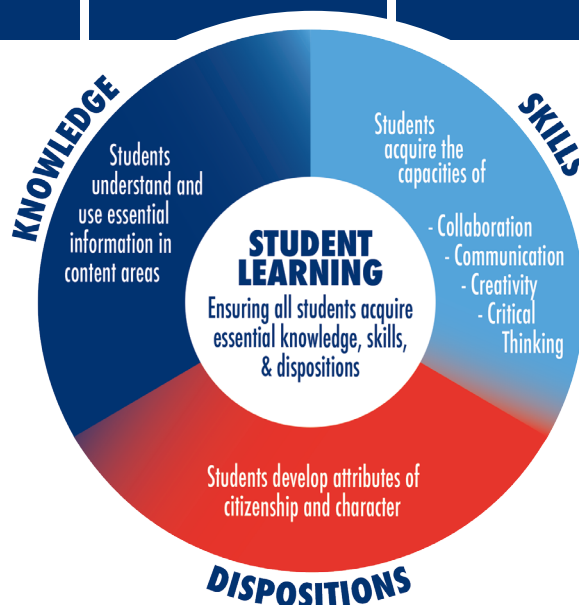 KNOWLEDGE
Students
understand and
use essential
information in
content areas
SKILLS
Students
acquire the
capacities of
- Collaboration
- Communication
- Creativity
- Critical
Thinking
STUDENT
LEARNING
Ensuring all students acquire
essential knowledge, skills,
& dispositions
Students develop attributes of
citizenship and character
DISPOSITIONS